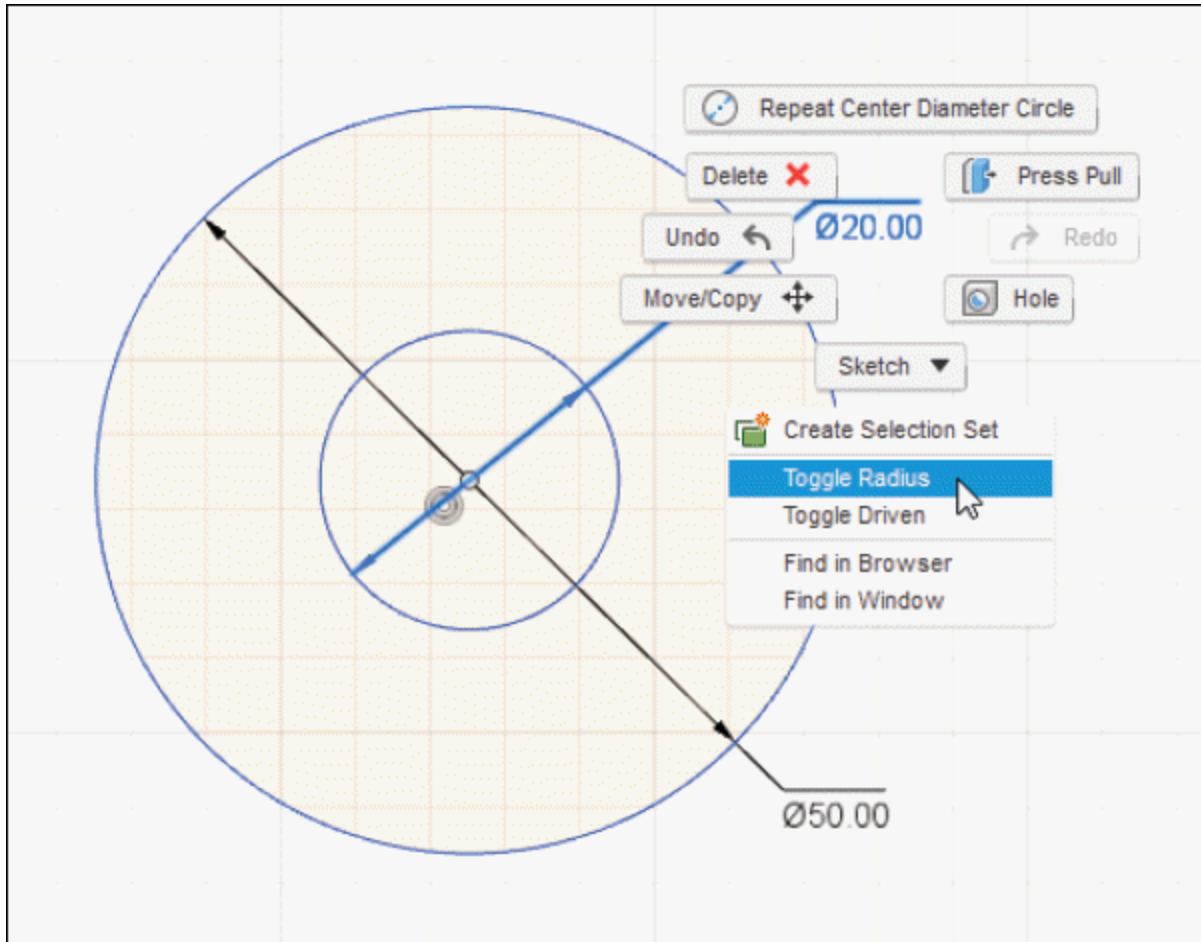 Repeat Center Diameter Circle
Delete
Press Pull
Ø20.00
Undo
Redo
Move/Copy
Hole
Sketch
Create Selection Set
Toggle Radius
Toggle Driven
Find in Browser
Find in Window
Ø50.00